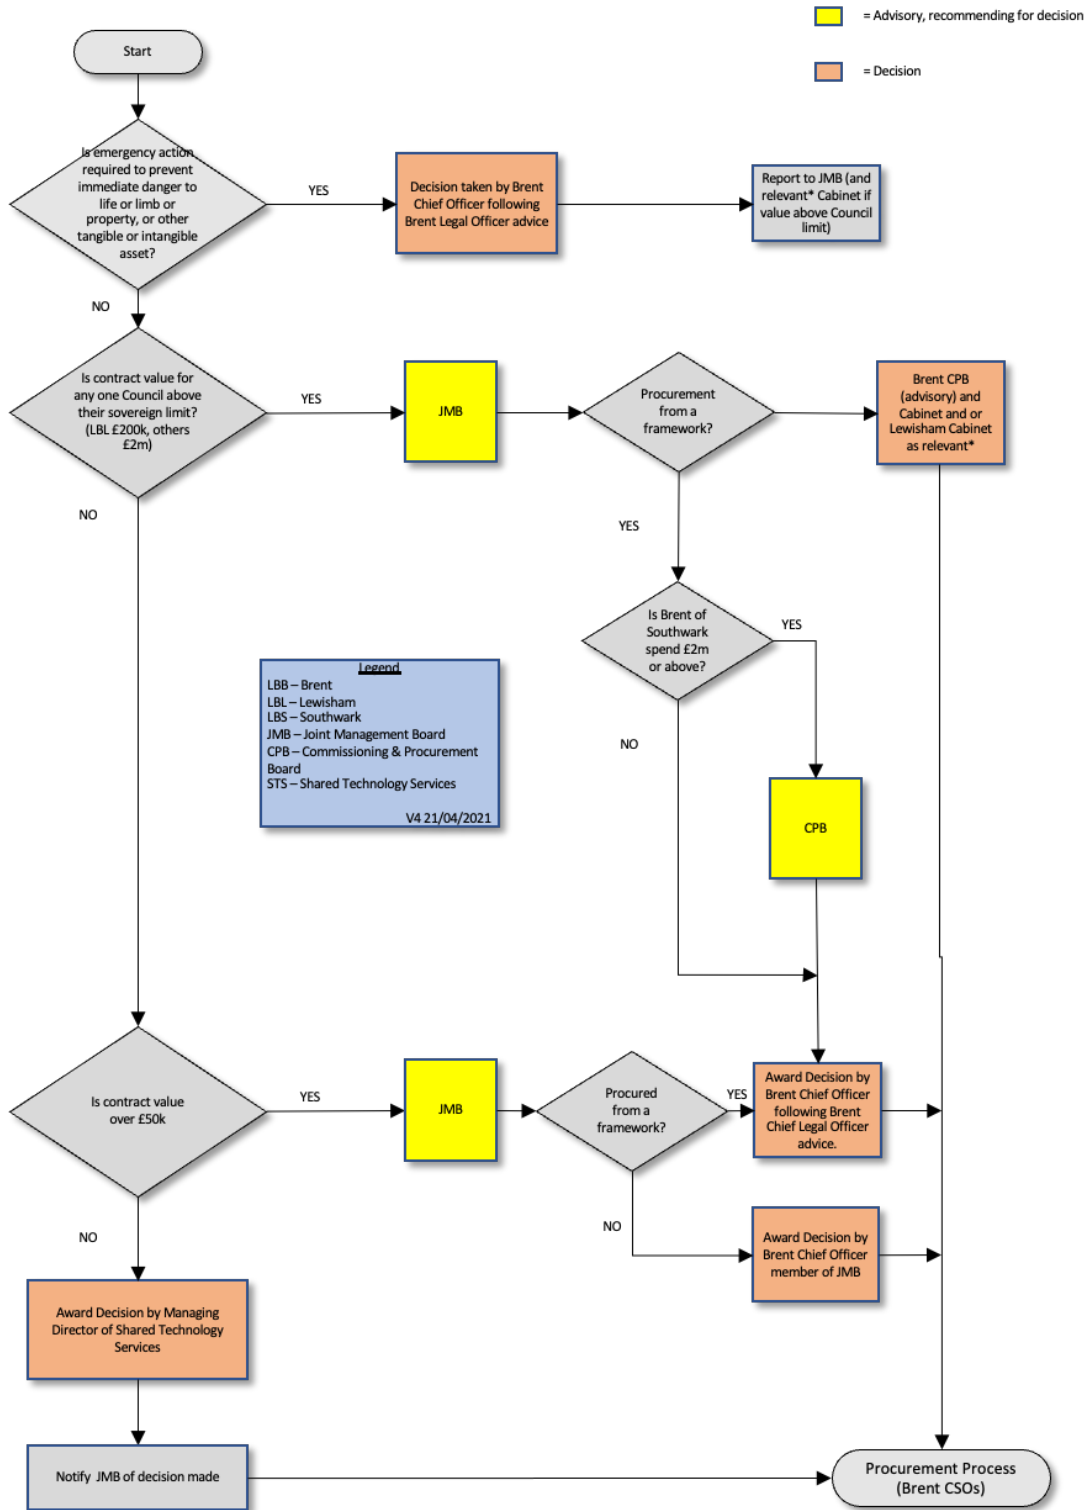 = Advisory, recommending for decision
= Decision
Start
Is emergency action
required to prevent
immediate danger to
life or limb or
property, or other
tangible or intangible
asset?
YES
Decision taken by Brent
Chief Officer following
Brent Legal Officer advice
Report to JMB (and
relevant* Cabinet if
value above Council
limit)
NO
Is contract value for
any one Council above
their sovereign limit?
(LBL £200k, others
£2m)
YES
JMB
Procurement
from a
framework?
Brent CPB
(advisory) and
Cabinet and or
Lewisham Cabinet
as relevant*
NO
YES
Is Brent of
Southwark
spend £2m
or above?
YES
NO
Legend
LBB – Brent
LBL – Lewisham
LBS – Southwark
JMB – Joint Management Board
CPB – Commissioning & Procurement
Board
STS – Shared Technology Services
V4 21/04/2021
CPB
Is contract value
over £50k
YES
JMB
Procured
from a
framework?
YES
Award Decision by
Brent Chief Officer
following Brent
Chief Legal Officer
advice.
NO
Award Decision by
Brent Chief Officer
member of JMB
NO
Award Decision by Managing
Director of Shared Technology
Services
Notify JMB of decision made
Procurement Process
(Brent CSOs)